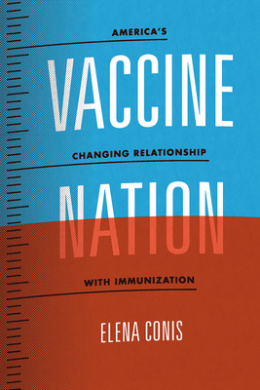 AMERICA'S
VACCINE
CHANGING RELATIONSHIP
NATION
WITH IMMUNIZATION
ELENA CONIS